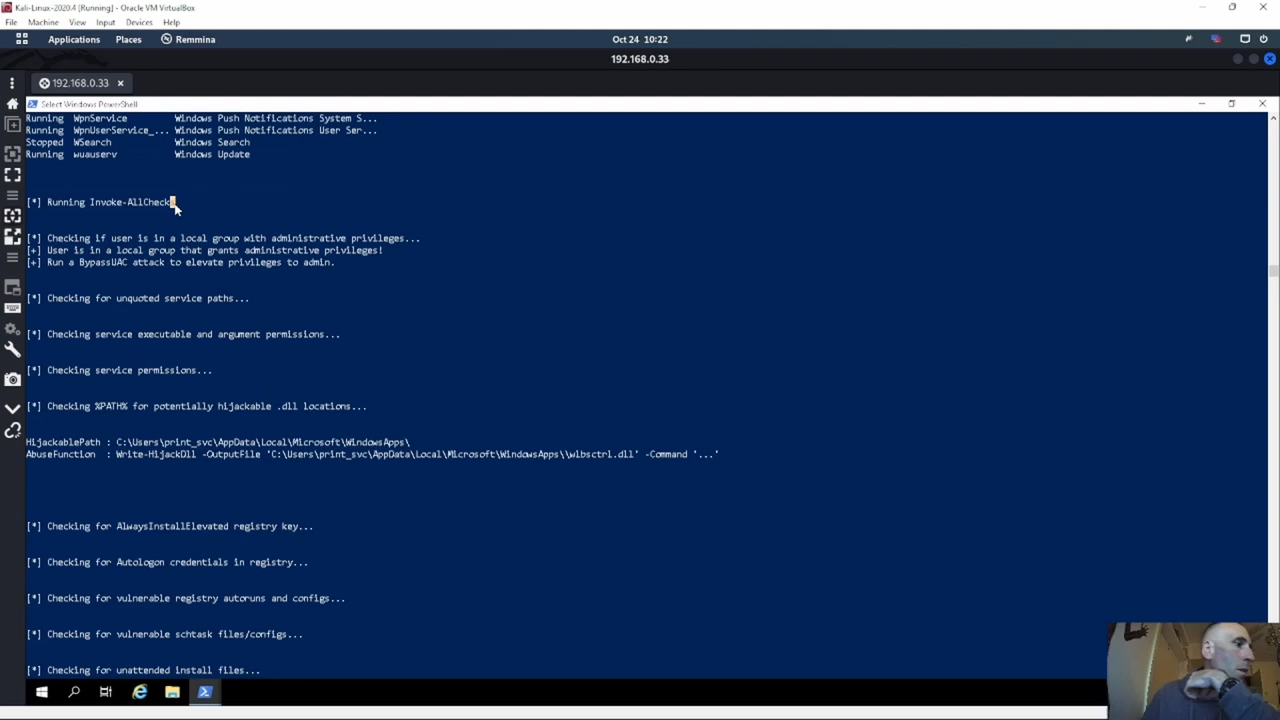 Kali-Linux-2020.4 [Running] - Oracle VM VirtualBox
File Machine View Input Devices Help
Applications Places Remmina Oct 24 10:22
192.168.0.33
192.168.0.33
Select Windows PowerShell
Running WpnService Windows Push Notifications System S...
Running WpnUserService_... Windows Push Notifications User Ser...
Stopped WSearch Windows Search
Running wuauserv Windows Update
[*] Running Invoke-AllChecks
[*] Checking if user is in a local group with administrative privileges...
[+] User is in a local group that grants administrative privileges!
[+] Run a BypassUAC attack to elevate privileges to admin.
[*] Checking for unquoted service paths...
[*] Checking service executable and argument permissions...
[*] Checking service permissions...
[*] Checking %PATH% for potentially hijackable .dll locations...
HijackablePath : C:\Users\print_svc\AppData\Local\Microsoft\WindowsApps\
AbuseFunction : Write-HijackDll -OutputFile 'C:\Users\print_svc\AppData\Local\Microsoft\WindowsApps\\wlbsctrl.dll' -Command '...'
[*] Checking for AlwaysInstallElevated registry key...
[*] Checking for Autologon credentials in registry...
[*] Checking for vulnerable registry autoruns and configs...
[*] Checking for vulnerable schtask files/configs...
[*] Checking for unattended install files...